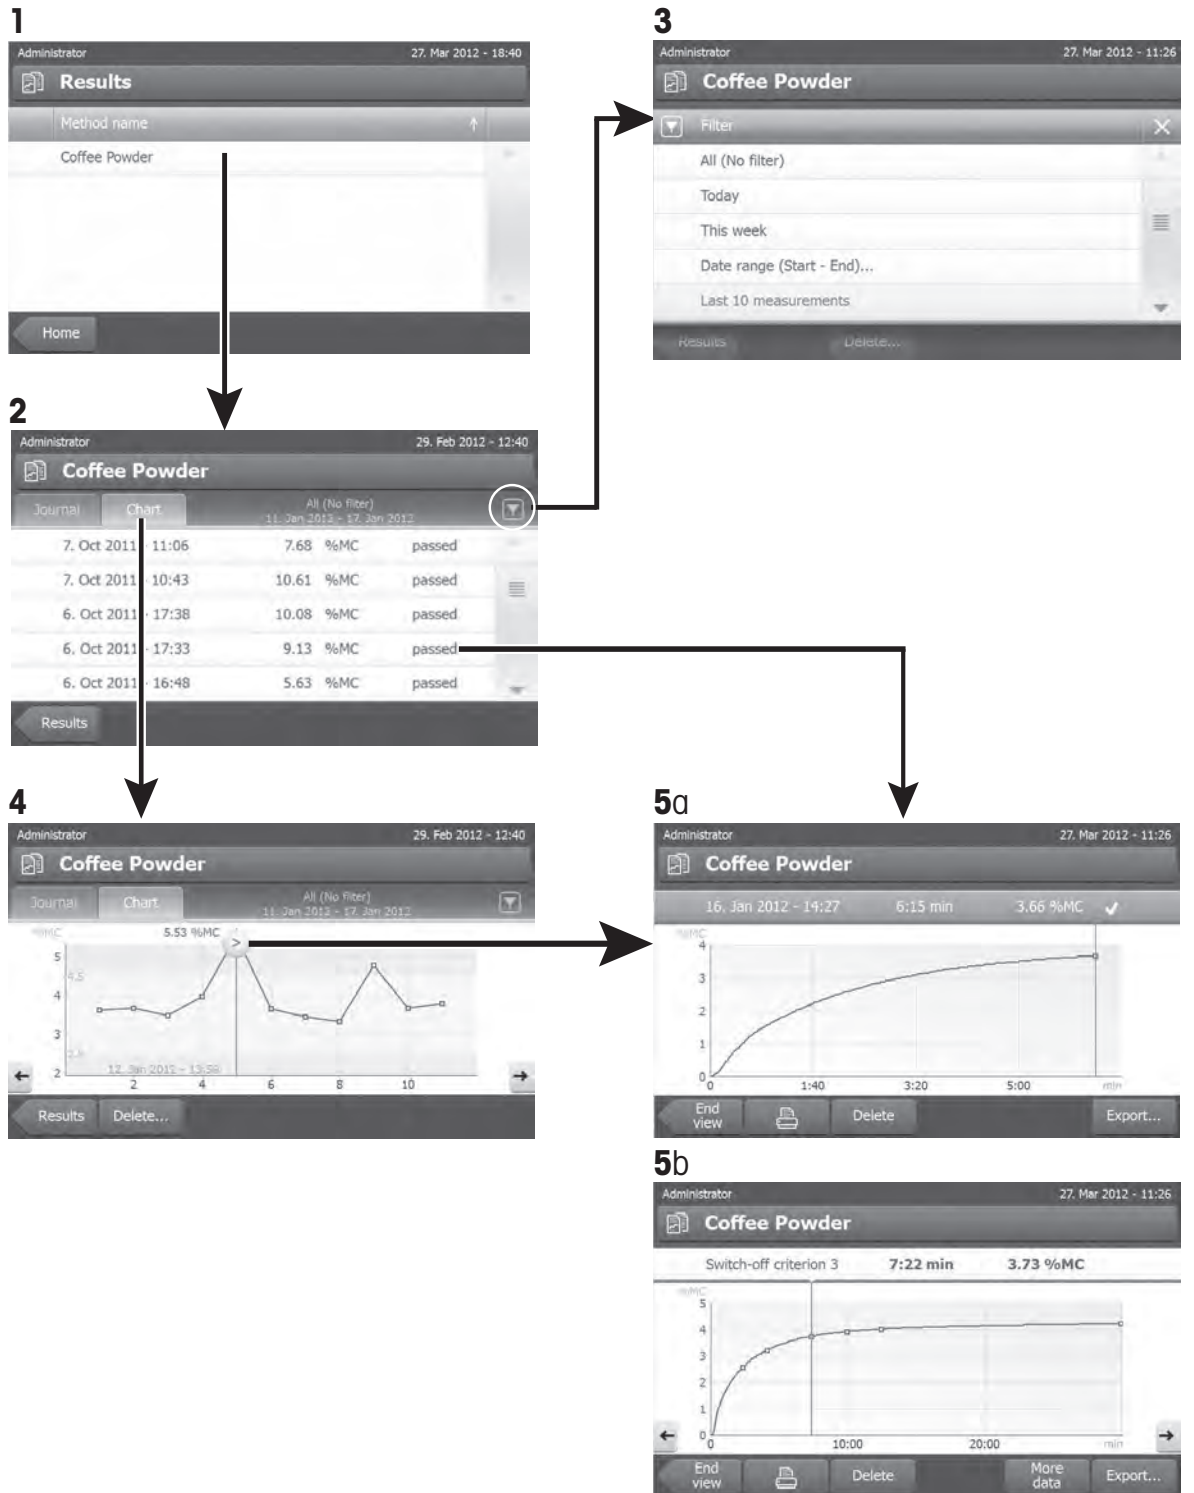 1
Administrator 27. Mar 2012 - 18:40
Results
Method name
Coffee Powder
Home
2
Administrator 29. Feb 2012 - 12:40
Coffee Powder
Journal Chart All (No filter)
11. Jan 2012 - 17. Jan 2012
7. Oct 2011 - 11:06 7.68 %MC passed
7. Oct 2011 - 10:43 10.61 %MC passed
6. Oct 2011 - 17:38 10.08 %MC passed
6. Oct 2011 - 17:33 9.13 %MC passed
6. Oct 2011 - 16:48 5.63 %MC passed
Results
3
Administrator 27. Mar 2012 - 11:26
Coffee Powder
Filter
All (No filter)
Today
This week
Date range (Start - End)...
Last 10 measurements
Results Delete...
4
Administrator 29. Feb 2012 - 12:40
Coffee Powder
Journal Chart All (No filter)
11. Jan 2012 - 17. Jan 2012
%MC 5.53 %MC >
5
4.5
4
3
2.5
2
12. Jan 2012 - 13:59
2 4 6 8 10
Results Delete...
5a
Administrator 27. Mar 2012 - 11:26
Coffee Powder
16. Jan 2012 - 14:27 6:15 min 3.66 %MC
%MC
4
3
2
1
0
0 1:40 3:20 5:00 min
End view Delete Export...
5b
Administrator 27. Mar 2012 - 11:26
Coffee Powder
Switch-off criterion 3 7:22 min 3.73 %MC
%MC
5
4
3
2
1
0
0 10:00 20:00 min
End view Delete More data Export...